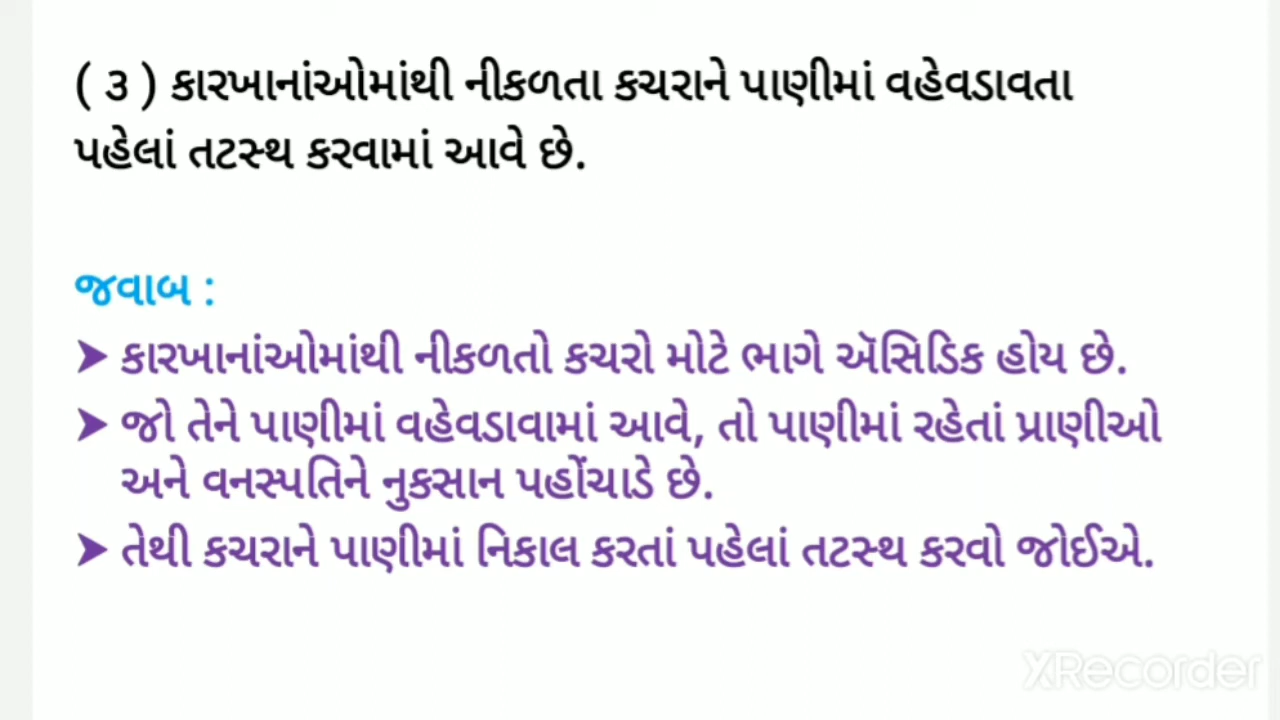 ( ૩ ) કારખાનાંઓમાંથી નીકળતા કચરાને પાણીમાં વહેવડાવતા
પહેલાં તટસ્થ કરવામાં આવે છે.
જવાબ :
➤ કારખાનાંઓમાંથી નીકળતો કચરો મોટે ભાગે ઍસિડિક હોય છે.
➤ જો તેને પાણીમાં વહેવડાવામાં આવે, તો પાણીમાં રહેતાં પ્રાણીઓ
અને વનસ્પતિને નુકસાન પહોંચાડે છે.
➤ તેથી કચરાને પાણીમાં નિકાલ કરતાં પહેલાં તટસ્થ કરવો જોઈએ.
XRecorder